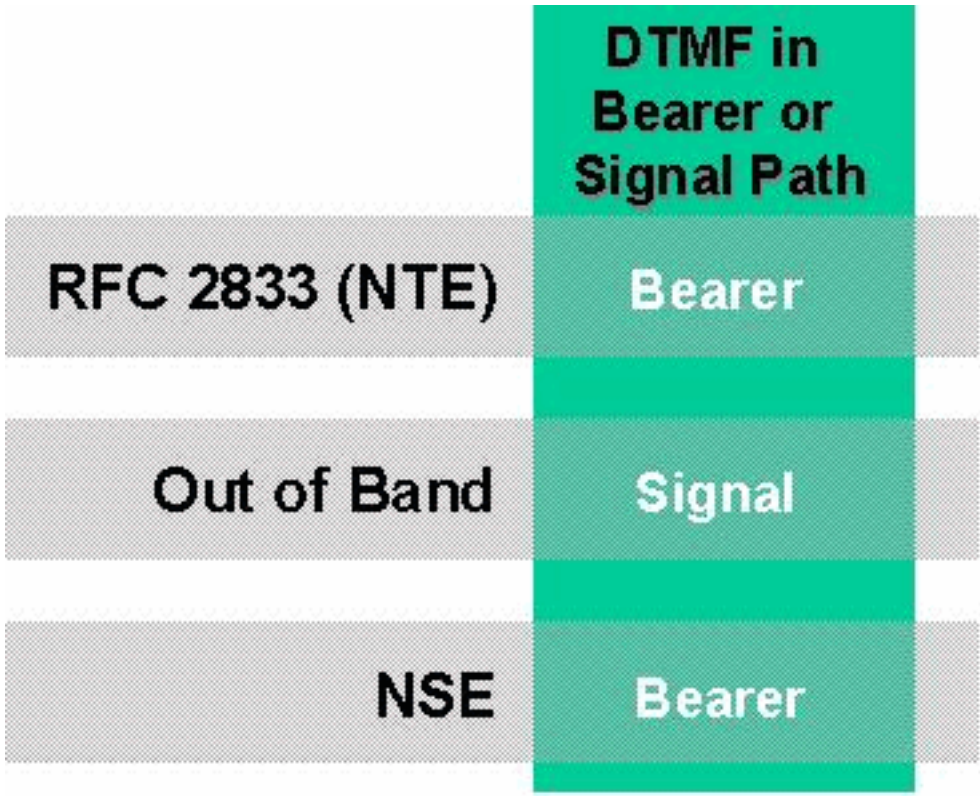 DTMF in
Bearer or
Signal Path
RFC 2833 (NTE) Bearer
Out of Band Signal
NSE Bearer